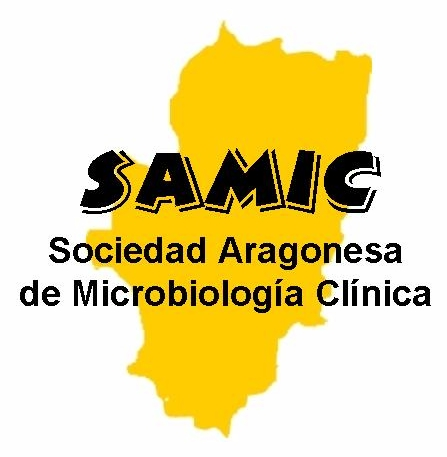 SAMIC
Sociedad Aragonesa
de Microbiología Clínica